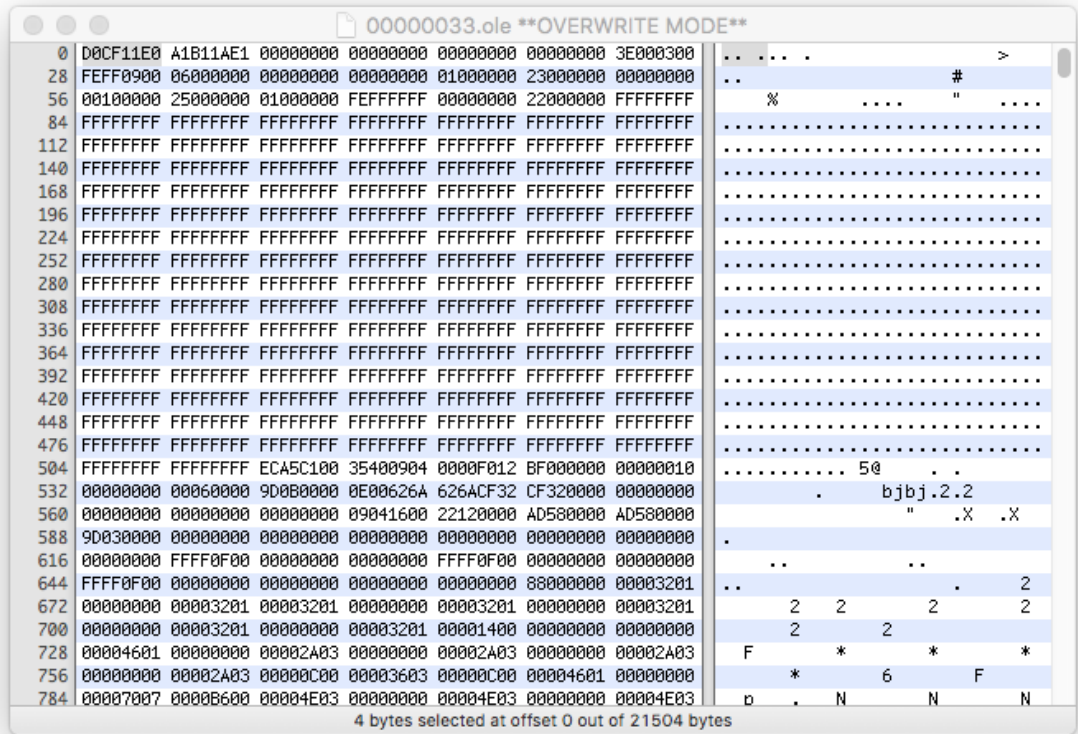 00000033.ole **OVERWRITE MODE**
0 D0CF11E0 A1B11AE1 00000000 00000000 00000000 00000000 3E000300 .. ... . >
28 FEFF0900 06000000 00000000 00000000 01000000 23000000 00000000 .. #
56 00100000 25000000 01000000 FEFFFFFF 00000000 22000000 FFFFFFFF % .... " ....
84 FFFFFFFF FFFFFFFF FFFFFFFF FFFFFFFF FFFFFFFF FFFFFFFF FFFFFFFF ............................
112 FFFFFFFF FFFFFFFF FFFFFFFF FFFFFFFF FFFFFFFF FFFFFFFF FFFFFFFF ............................
140 FFFFFFFF FFFFFFFF FFFFFFFF FFFFFFFF FFFFFFFF FFFFFFFF FFFFFFFF ............................
168 FFFFFFFF FFFFFFFF FFFFFFFF FFFFFFFF FFFFFFFF FFFFFFFF FFFFFFFF ............................
196 FFFFFFFF FFFFFFFF FFFFFFFF FFFFFFFF FFFFFFFF FFFFFFFF FFFFFFFF ............................
224 FFFFFFFF FFFFFFFF FFFFFFFF FFFFFFFF FFFFFFFF FFFFFFFF FFFFFFFF ............................
252 FFFFFFFF FFFFFFFF FFFFFFFF FFFFFFFF FFFFFFFF FFFFFFFF FFFFFFFF ............................
280 FFFFFFFF FFFFFFFF FFFFFFFF FFFFFFFF FFFFFFFF FFFFFFFF FFFFFFFF ............................
308 FFFFFFFF FFFFFFFF FFFFFFFF FFFFFFFF FFFFFFFF FFFFFFFF FFFFFFFF ............................
336 FFFFFFFF FFFFFFFF FFFFFFFF FFFFFFFF FFFFFFFF FFFFFFFF FFFFFFFF ............................
364 FFFFFFFF FFFFFFFF FFFFFFFF FFFFFFFF FFFFFFFF FFFFFFFF FFFFFFFF ............................
392 FFFFFFFF FFFFFFFF FFFFFFFF FFFFFFFF FFFFFFFF FFFFFFFF FFFFFFFF ............................
420 FFFFFFFF FFFFFFFF FFFFFFFF FFFFFFFF FFFFFFFF FFFFFFFF FFFFFFFF ............................
448 FFFFFFFF FFFFFFFF FFFFFFFF FFFFFFFF FFFFFFFF FFFFFFFF FFFFFFFF ............................
476 FFFFFFFF FFFFFFFF FFFFFFFF FFFFFFFF FFFFFFFF FFFFFFFF FFFFFFFF ............................
504 FFFFFFFF FFFFFFFF ECA5C100 35400904 0000F012 BF000000 00000010 ........... 5@ . .
532 00000000 00060000 9D0B0000 0E00626A 626ACF32 CF320000 00000000 . bjbj.2.2
560 00000000 00000000 00000000 09041600 22120000 AD580000 AD580000 " .X .X
588 9D030000 00000000 00000000 00000000 00000000 00000000 00000000 .
616 00000000 FFFF0F00 00000000 00000000 FFFF0F00 00000000 00000000 .. ..
644 FFFF0F00 00000000 00000000 00000000 00000000 88000000 00003201 .. . 2
672 00000000 00003201 00003201 00000000 00003201 00000000 00003201 2 2 2 2
700 00000000 00003201 00000000 00003201 00001400 00000000 00000000 2 2
728 00004601 00000000 00002A03 00000000 00002A03 00000000 00002A03 F * * *
756 00000000 00002A03 00000C00 00003603 00000C00 00004601 00000000 * 6 F
784 00007007 0000B600 00004E03 00000000 00004E03 00000000 00004E03 p . N N N
4 bytes selected at offset 0 out of 21504 bytes